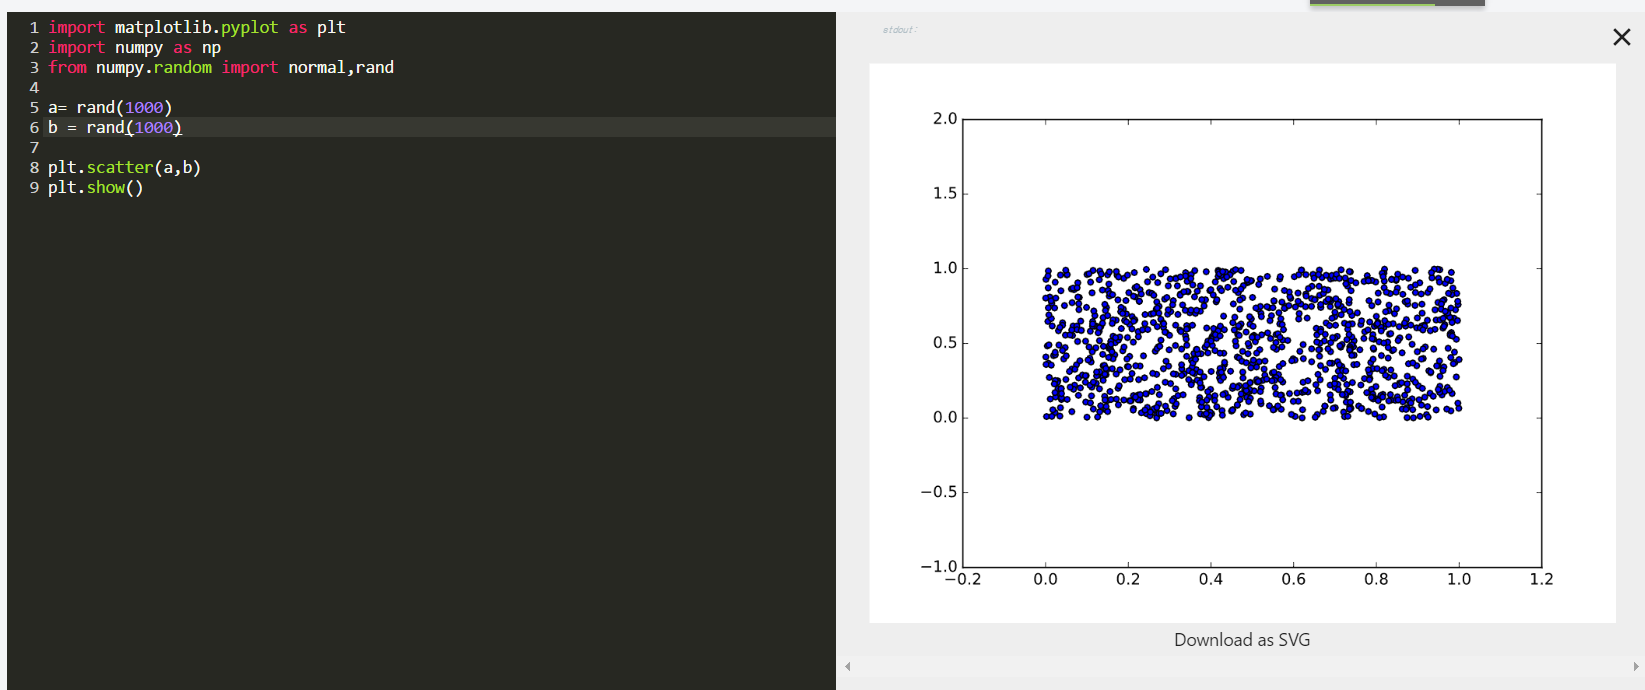 1 import matplotlib.pyplot as plt
2 import numpy as np
3 from numpy.random import normal,rand
4
5 a= rand(1000)
6 b = rand(1000)
7
8 plt.scatter(a,b)
9 plt.show()
stdout:
2.0
1.5
1.0
0.5
0.0
−0.5
−1.0
−0.2 0.0 0.2 0.4 0.6 0.8 1.0 1.2
Download as SVG